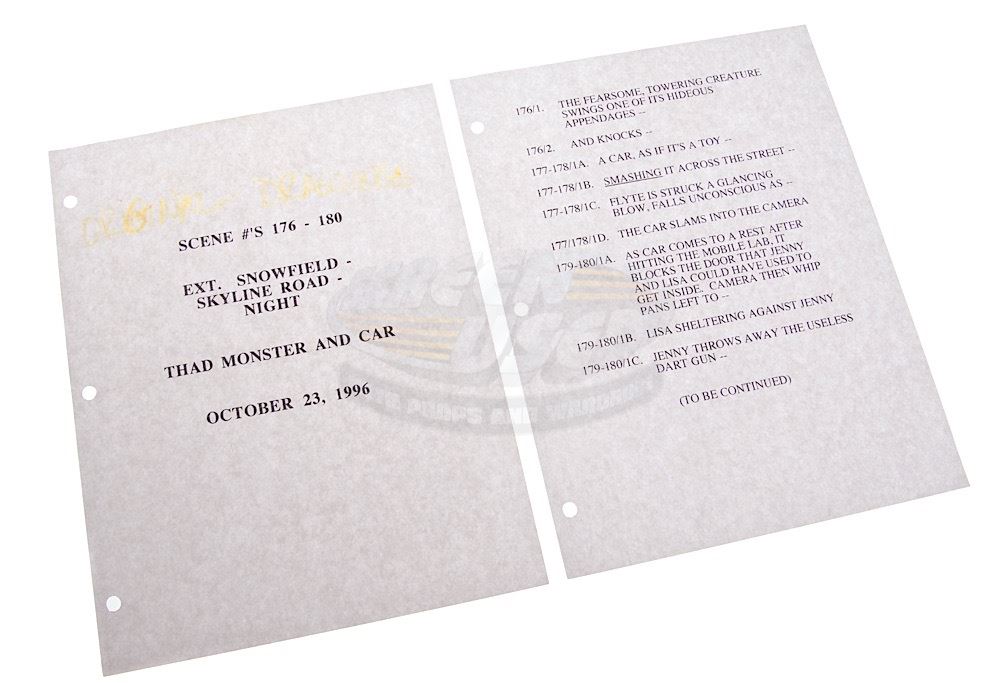 ORIGINAL DRAWINGS
SCENE #'S 176 - 180
EXT. SNOWFIELD -
SKYLINE ROAD -
NIGHT
THAD MONSTER AND CAR
OCTOBER 23, 1996
176/1. THE FEARSOME, TOWERING CREATURE
SWINGS ONE OF ITS HIDEOUS
APPENDAGES --
176/2. AND KNOCKS --
177-178/1A. A CAR, AS IF IT'S A TOY --
177-178/1B. SMASHING IT ACROSS THE STREET --
177-178/1C. FLYTE IS STRUCK A GLANCING
BLOW, FALLS UNCONSCIOUS AS --
177/178/1D. THE CAR SLAMS INTO THE CAMERA
179-180/1A. AS CAR COMES TO A REST AFTER
HITTING THE MOBILE LAB, IT
BLOCKS THE DOOR THAT JENNY
AND LISA COULD HAVE USED TO
GET INSIDE. CAMERA THEN WHIP
PANS LEFT TO --
179-180/1B. LISA SHELTERING AGAINST JENNY
179-180/1C. JENNY THROWS AWAY THE USELESS
DART GUN --
(TO BE CONTINUED)